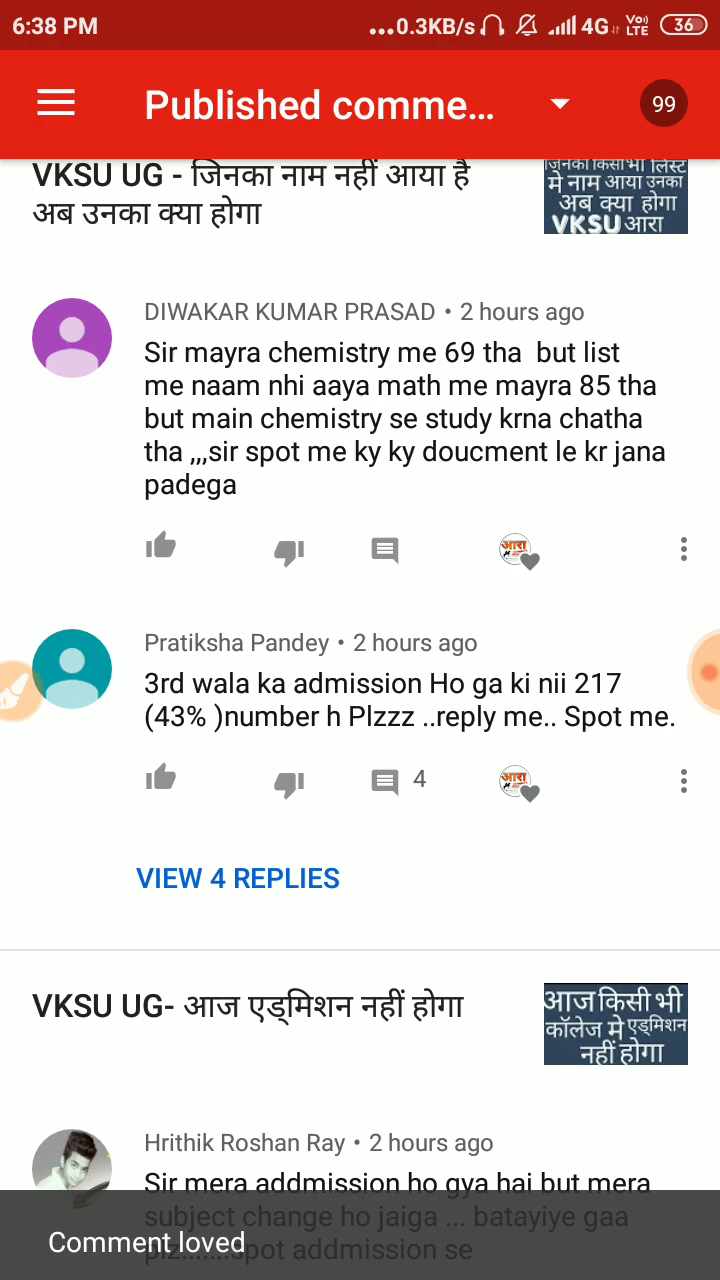 6:38 PM
...0.3KB/s 4G Vo) LTE 36
Published comme...
99
VKSU UG - जिनका नाम नहीं आया है
अब उनका क्या होगा
जिनका किसी भी लिस्ट
मे नाम आया उनका
अब क्या होगा
VKSU आरा
DIWAKAR KUMAR PRASAD • 2 hours ago
Sir mayra chemistry me 69 tha but list
me naam nhi aaya math me mayra 85 tha
but main chemistry se study krna chatha
tha ,,,sir spot me ky ky doucment le kr jana
padega
आरा
Pratiksha Pandey • 2 hours ago
3rd wala ka admission Ho ga ki nii 217
(43% )number h Plzzz ..reply me.. Spot me.
4
आरा
VIEW 4 REPLIES
VKSU UG- आज एड्मिशन नहीं होगा
आज किसी भी
कॉलेज मे एड्मिशन
नहीं होगा
Hrithik Roshan Ray • 2 hours ago
Sir mera addmission ho gya hai but mera
subject change ho jaiga ... batayiye gaa
plz.......spot addmission se
Comment loved